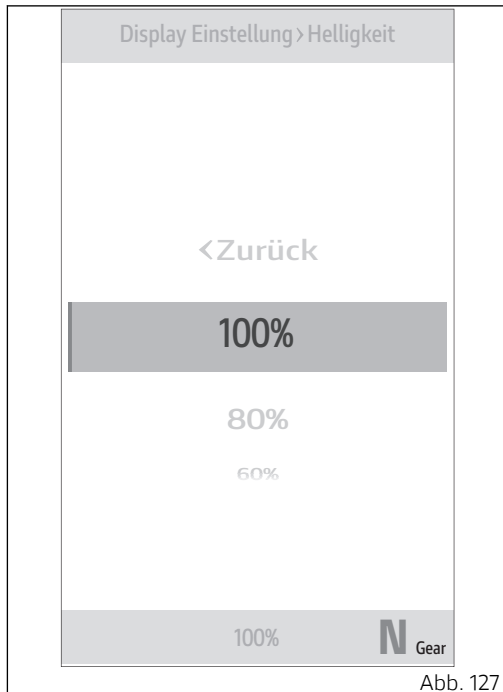 Display Einstellung › Helligkeit
‹Zurück
100%
80%
60%
100% N Gear
Abb. 127